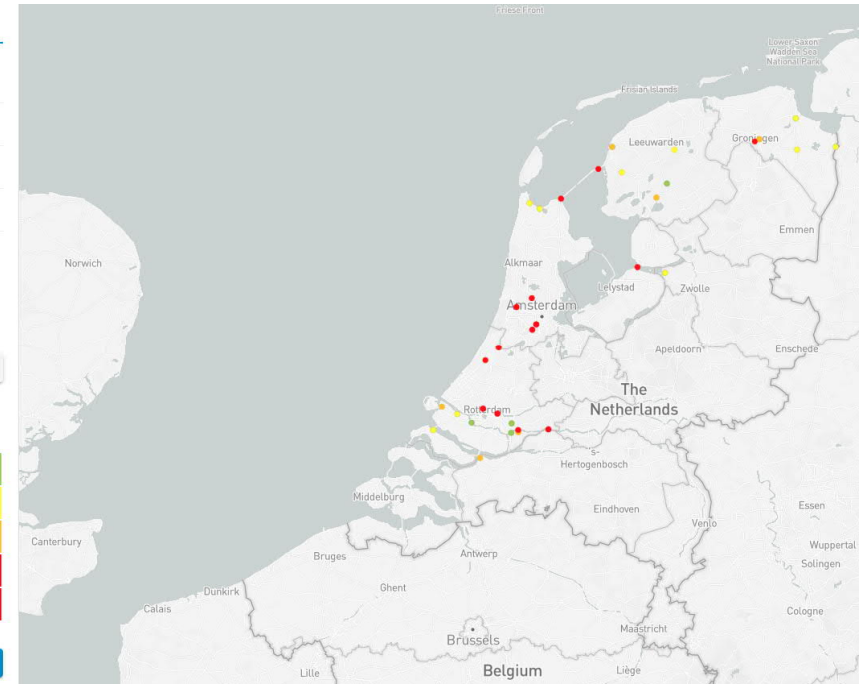 Friese Front
Lower Saxon
Wadden Sea
National Park
Frisian Islands
Leeuwarden
Groningen
Emmen
Norwich
Alkmaar
Lelystad
Zwolle
Amsterdam
Apeldoorn
Enschede
The
Netherlands
Rotterdam
s-
Hertogenbosch
Middelburg
Eindhoven
Essen
Venlo
Canterbury
Wuppertal
Bruges
Antwerp
Solingen
Dunkirk
Ghent
Calais
Cologne
Maastricht
Brussels
Lille
Belgium
Liège